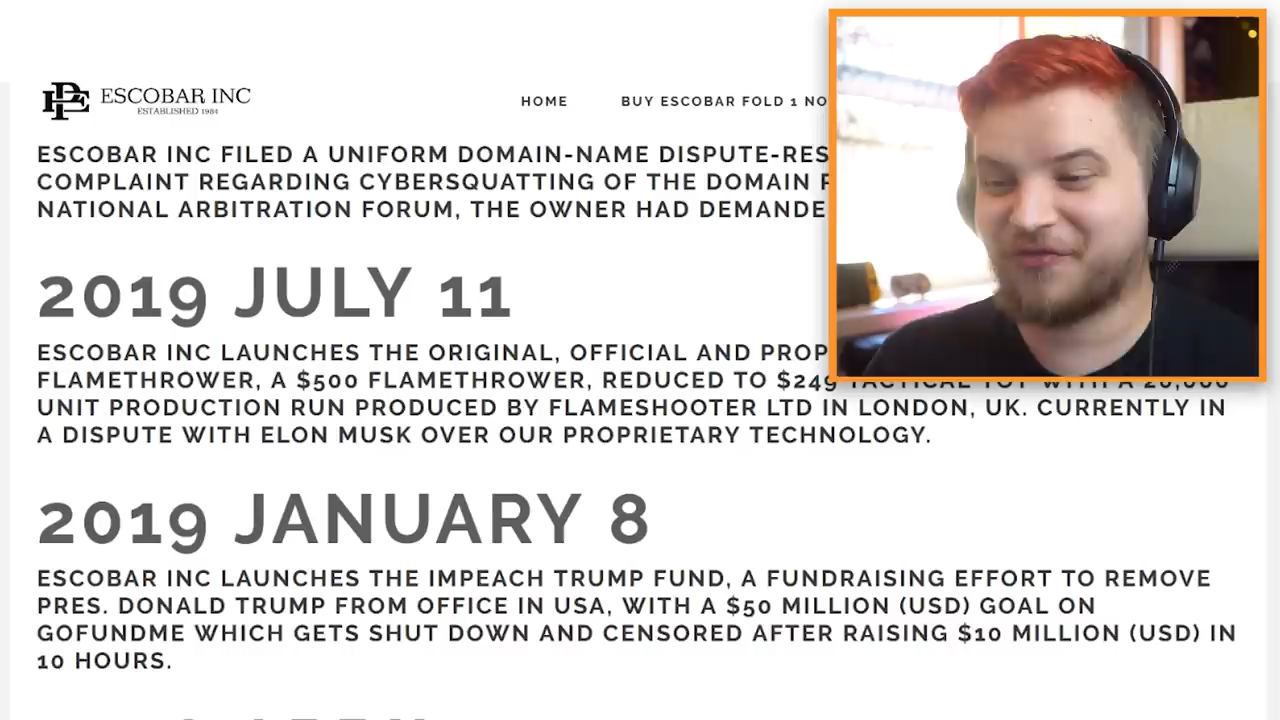 ESCOBAR INC
ESTABLISHED 1984
HOME BUY ESCOBAR FOLD 1 NO
ESCOBAR INC FILED A UNIFORM DOMAIN-NAME DISPUTE-RES
COMPLAINT REGARDING CYBERSQUATTING OF THE DOMAIN
NATIONAL ARBITRATION FORUM, THE OWNER HAD DEMANDE
2019 JULY 11
ESCOBAR INC LAUNCHES THE ORIGINAL, OFFICIAL AND PROP
FLAMETHROWER, A $500 FLAMETHROWER, REDUCED TO $249 TACTICAL TOY WITH A
UNIT PRODUCTION RUN PRODUCED BY FLAMESHOOTER LTD IN LONDON, UK. CURRENTLY IN
A DISPUTE WITH ELON MUSK OVER OUR PROPRIETARY TECHNOLOGY.
2019 JANUARY 8
ESCOBAR INC LAUNCHES THE IMPEACH TRUMP FUND, A FUNDRAISING EFFORT TO REMOVE
PRES. DONALD TRUMP FROM OFFICE IN USA, WITH A $50 MILLION (USD) GOAL ON
GOFUNDME WHICH GETS SHUT DOWN AND CENSORED AFTER RAISING $10 MILLION (USD) IN
10 HOURS.